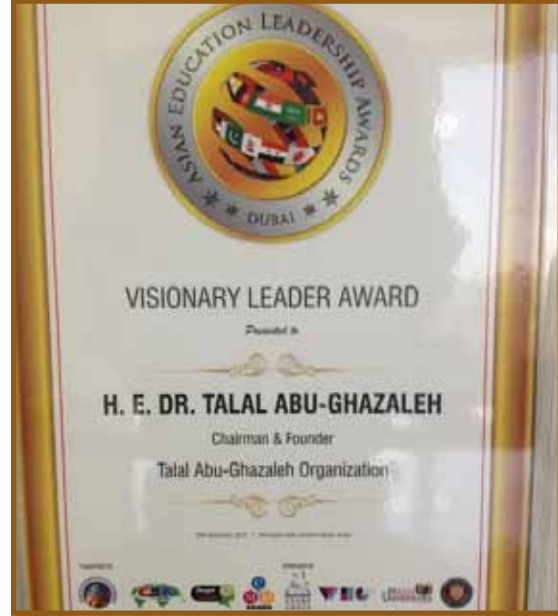 ASIAN EDUCATION LEADERSHIP AWARDS
DUBAI
VISIONARY LEADER AWARD
Presented to
H. E. DR. TALAL ABU-GHAZALEH
Chairman & Founder
Talal Abu-Ghazaleh Organization